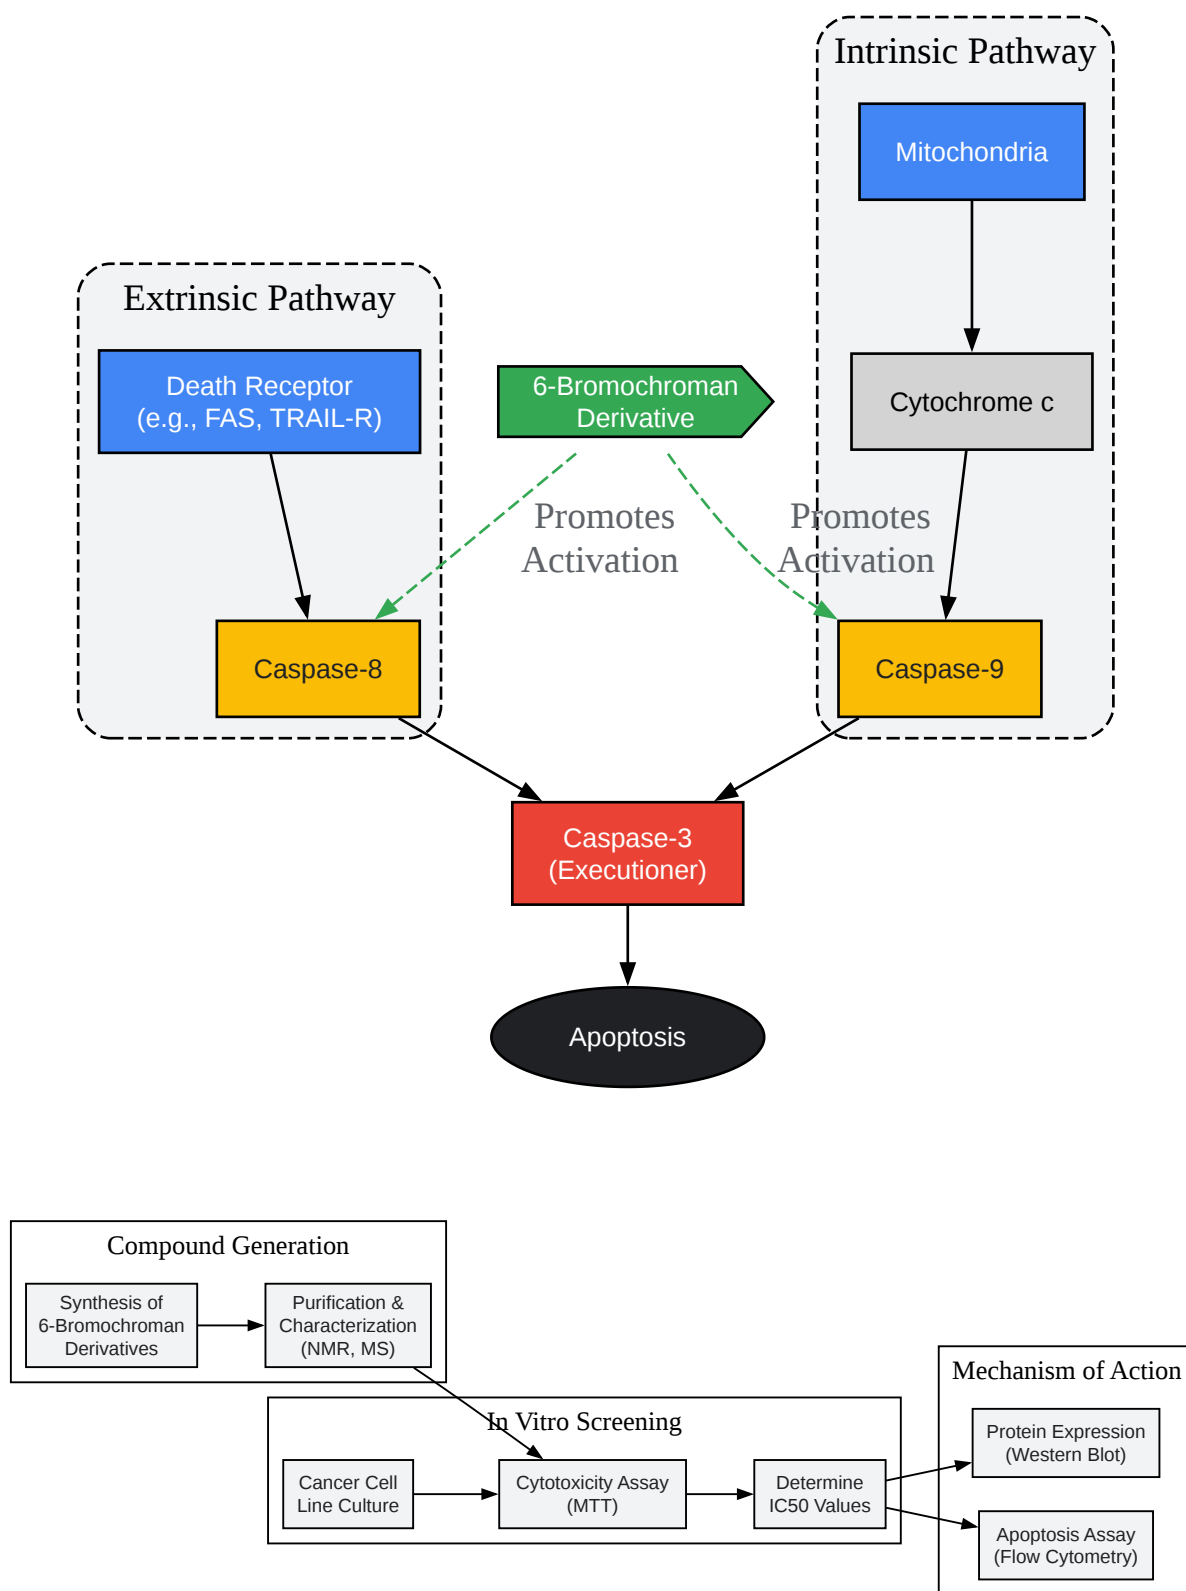 Intrinsic Pathway
Mitochondria
Extrinsic Pathway
Death Receptor
(e.g., FAS, TRAIL-R)
6-Bromochroman
Derivative
Cytochrome c
Promotes
Activation
Promotes
Activation
Caspase-8
Caspase-9
Caspase-3
(Executioner)
Apoptosis
Compound Generation
Synthesis of
6-Bromochroman
Derivatives
Purification &
Characterization
(NMR, MS)
In Vitro Screening
Cancer Cell
Line Culture
Cytotoxicity Assay
(MTT)
Determine
IC50 Values
Mechanism of Action
Protein Expression
(Western Blot)
Apoptosis Assay
(Flow Cytometry)